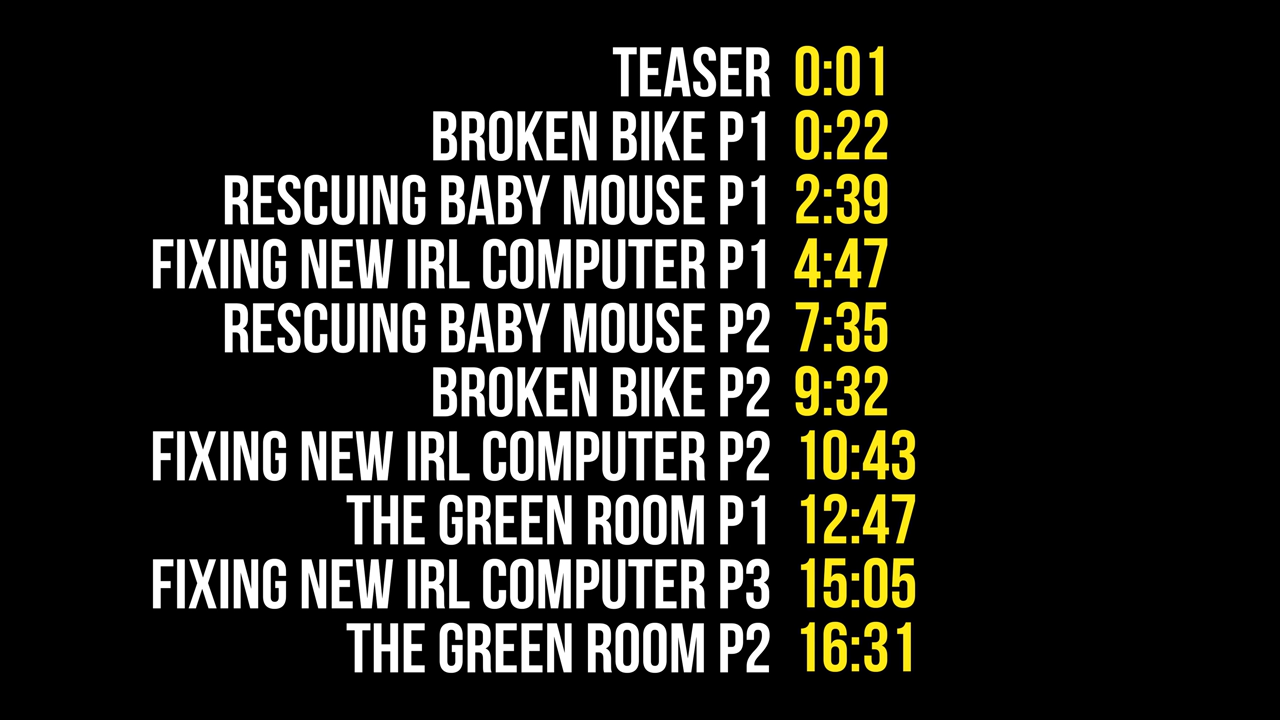 TEASER 0:01
BROKEN BIKE P1 0:22
RESCUING BABY MOUSE P1 2:39
FIXING NEW IRL COMPUTER P1 4:47
RESCUING BABY MOUSE P2 7:35
BROKEN BIKE P2 9:32
FIXING NEW IRL COMPUTER P2 10:43
THE GREEN ROOM P1 12:47
FIXING NEW IRL COMPUTER P3 15:05
THE GREEN ROOM P2 16:31